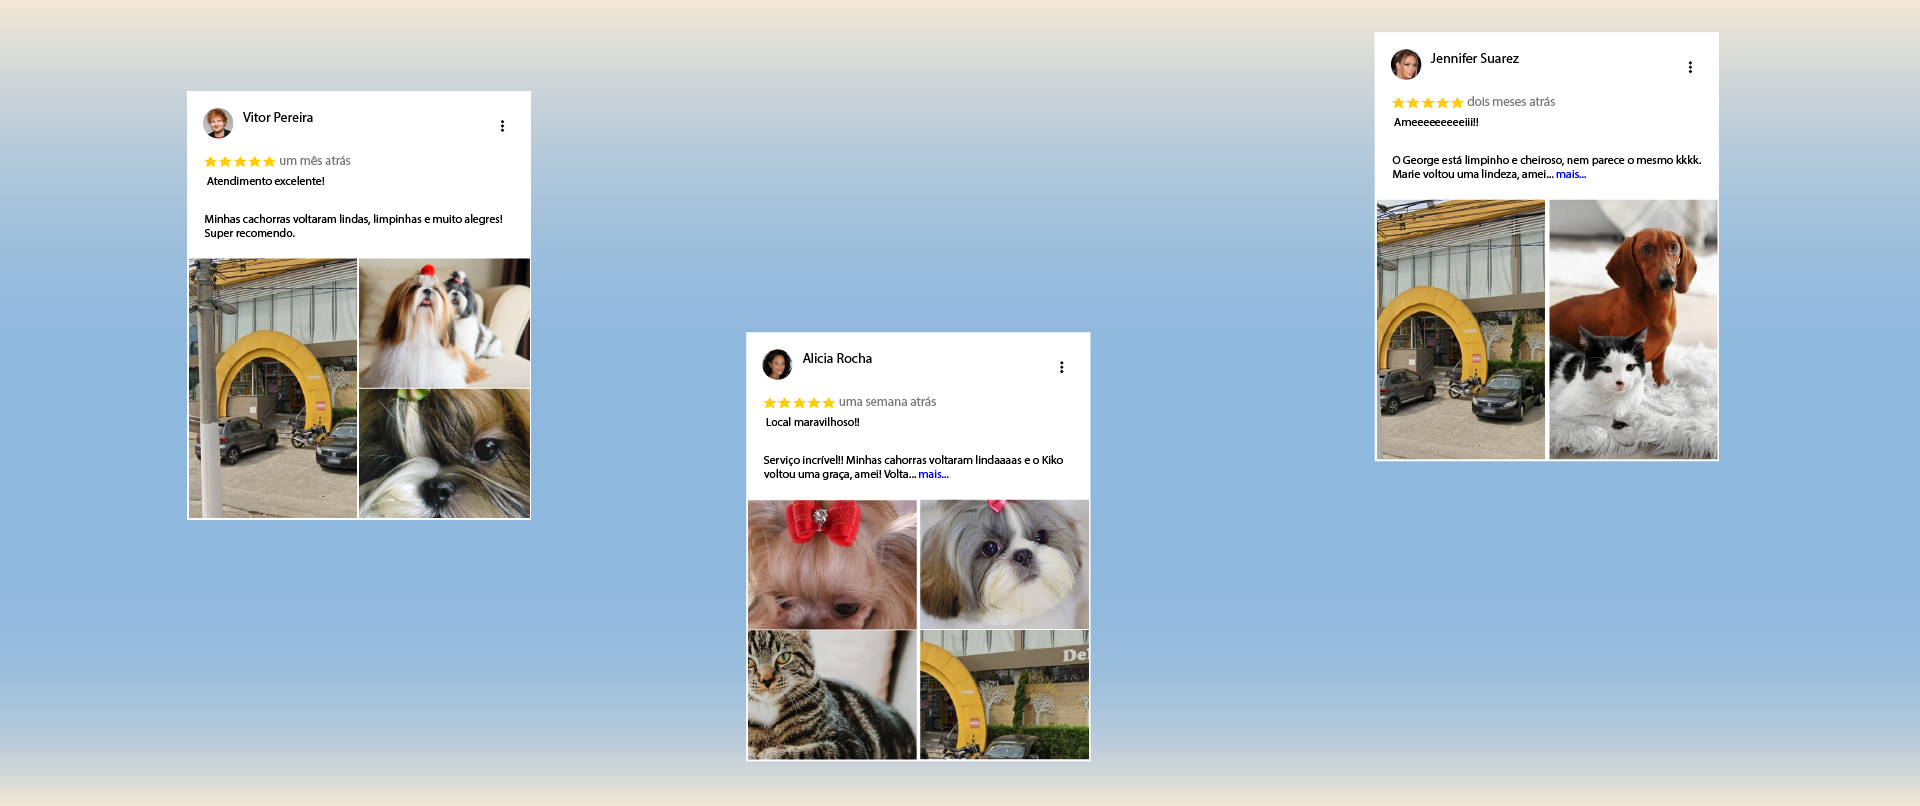 Vitor Pereira
um mês atrás
Atendimento excelente!
Minhas cachorras voltaram lindas, limpinhas e muito alegres!
Super recomendo.
Alicia Rocha
uma semana atrás
Local maravilhoso!!
Serviço incrível!! Minhas cahorras voltaram lindaaaas e o Kiko
voltou uma graça, amei! Volta... mais...
De
Jennifer Suarez
dois meses atrás
Ameeeeeeeeeiii!!
O George está limpinho e cheiroso, nem parece o mesmo kkkk.
Marie voltou uma lindeza, amei... mais...